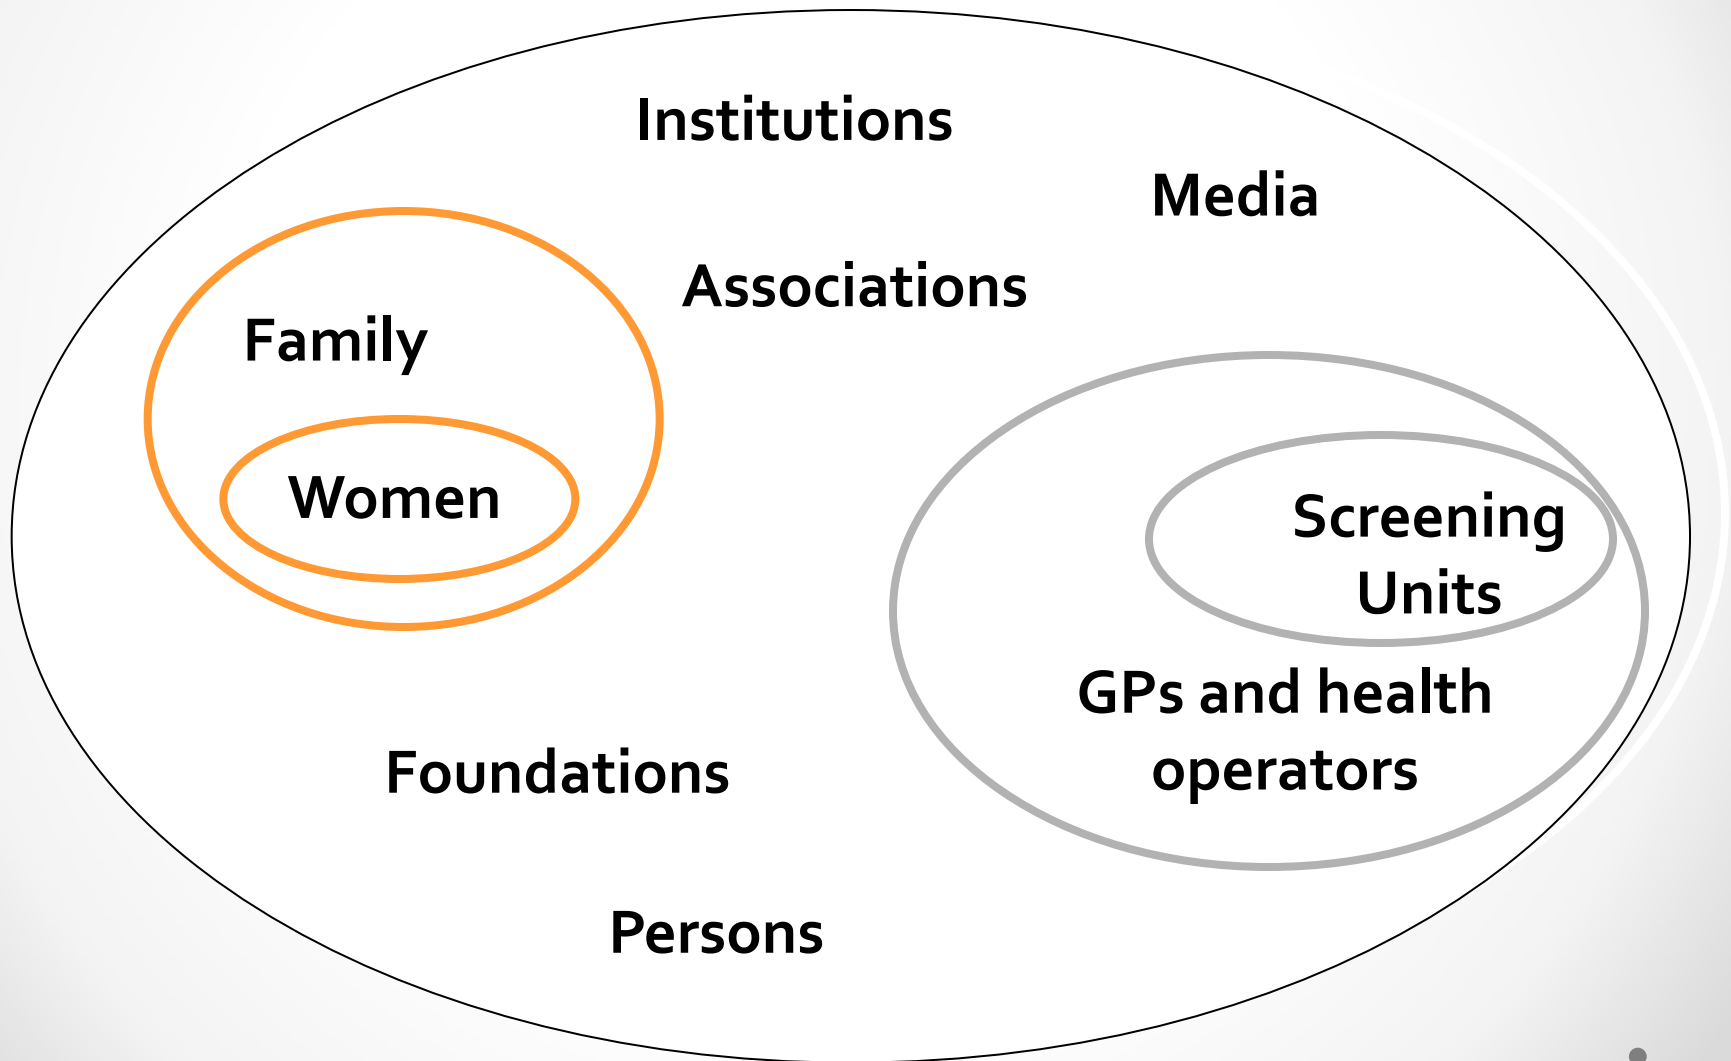 Institutions
Media
Associations
Family
Women
Screening
Units
GPs and health
operators
Foundations
Persons